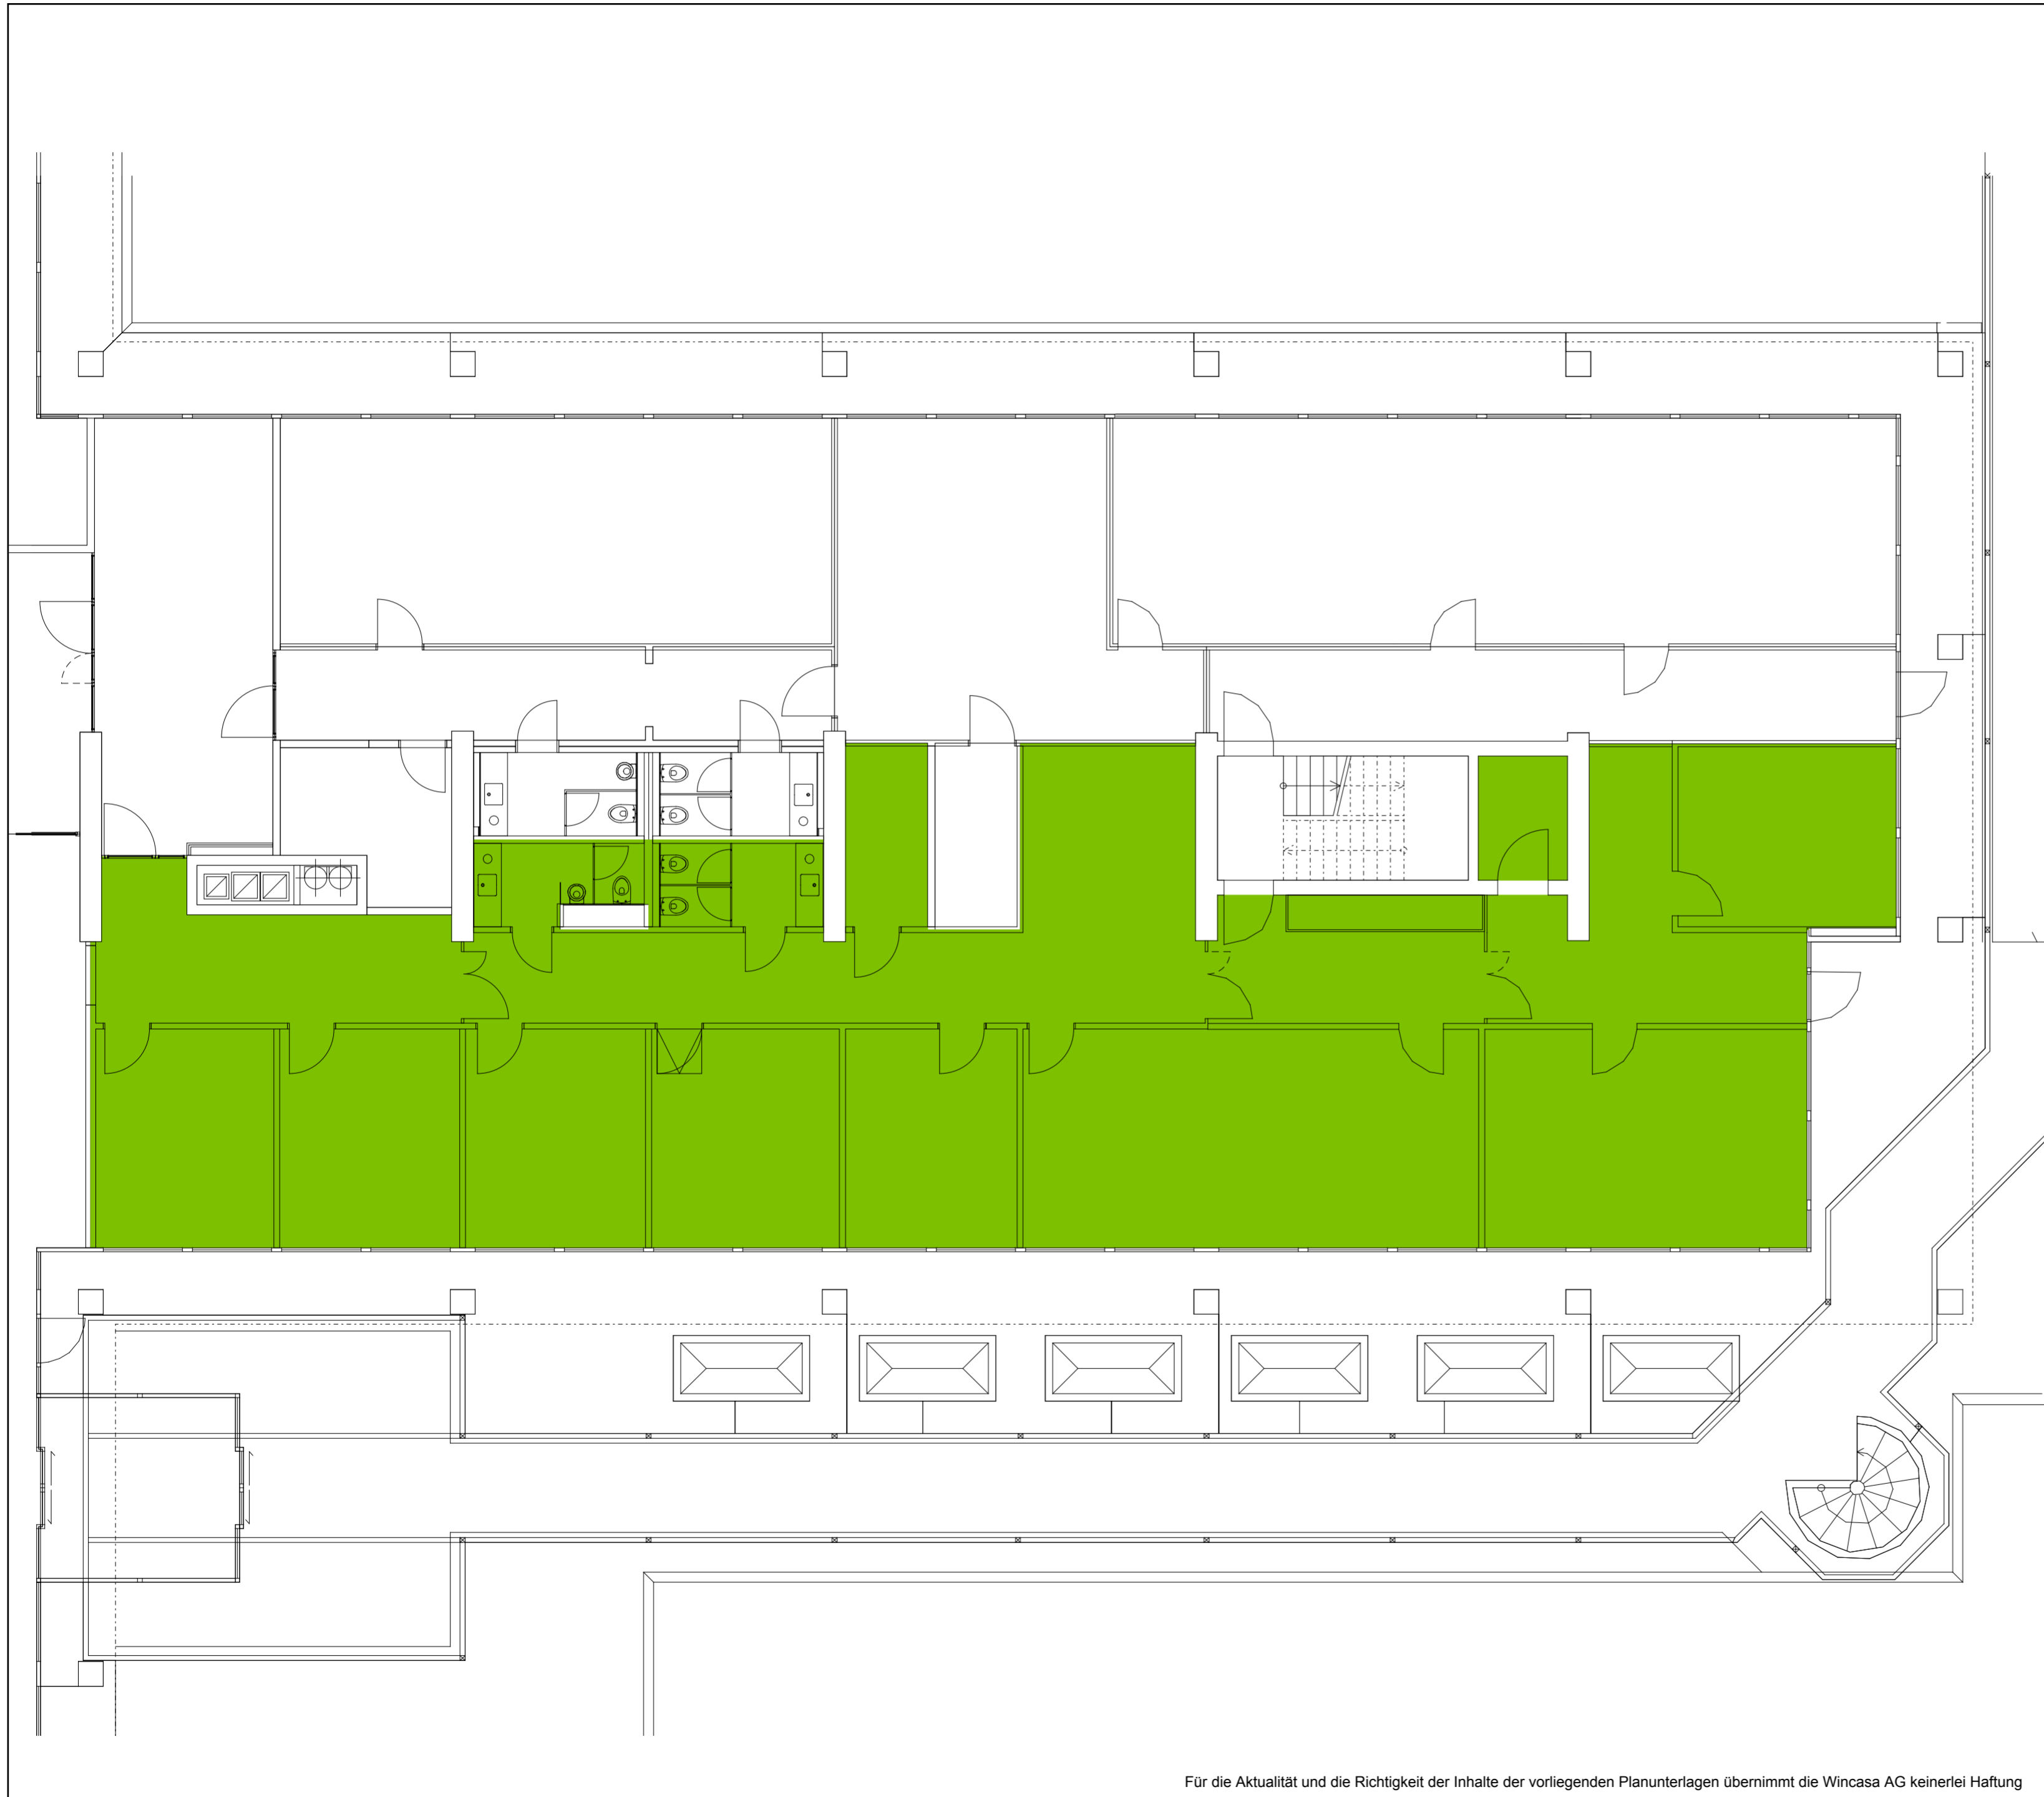 Für die Aktualität und die Richtigkeit der Inhalte der vorliegenden Planunterlagen übernimmt die Wincasa AG keinerlei Haftung